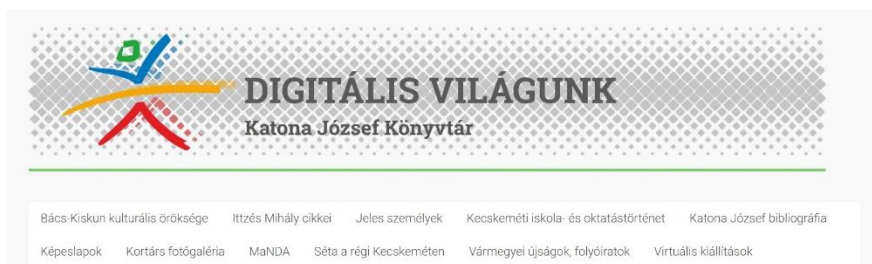 DIGITÁLIS VILÁGUNK
Katona József Könyvtár
Bács-Kiskun kulturális öröksége Ittzés Mihály cikkei Jeles személyek Kecskeméti iskola- és oktatástörténet Katona József bibliográfia
Képeslapok Kortárs fotógaléria MaNDA Séta a régi Kecskeméten Vármegyei újságok, folyóiratok Virtuális kiállítások